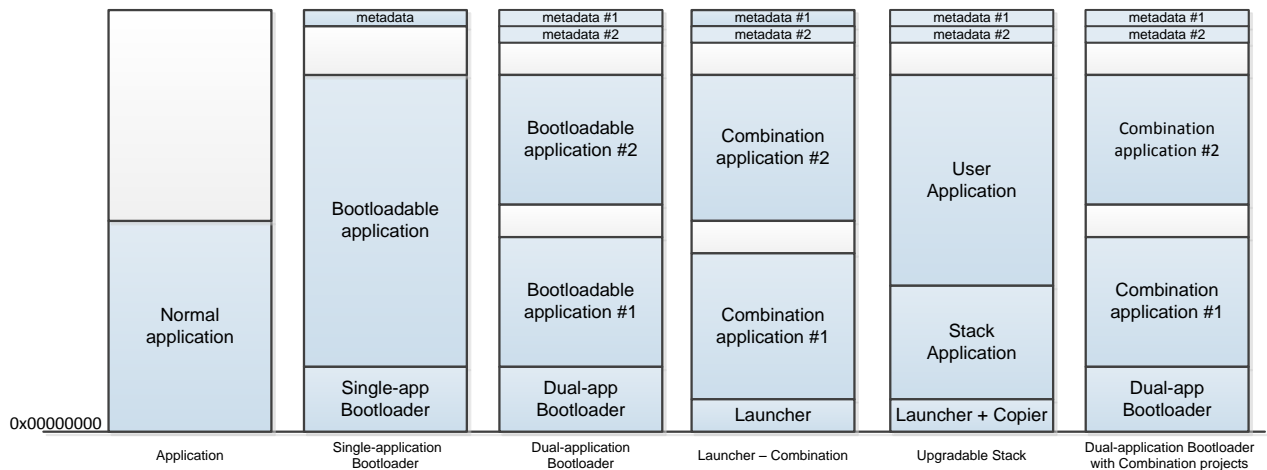 metadata
metadata #1
metadata #2
metadata #1
metadata #2
metadata #1
metadata #2
metadata #1
metadata #2
Normal
application
Bootloadable
application
Single-app
Bootloader
Bootloadable
application #2
Bootloadable
application #1
Dual-app
Bootloader
Combination
application #2
Combination
application #1
Launcher
User
Application
Stack
Application
Launcher + Copier
Combination
application #2
Combination
application #1
Dual-app
Bootloader
0x00000000
Application
Single-application
Bootloader
Dual-application
Bootloader
Launcher – Combination
Upgradable Stack
Dual-application Bootloader
with Combination projects